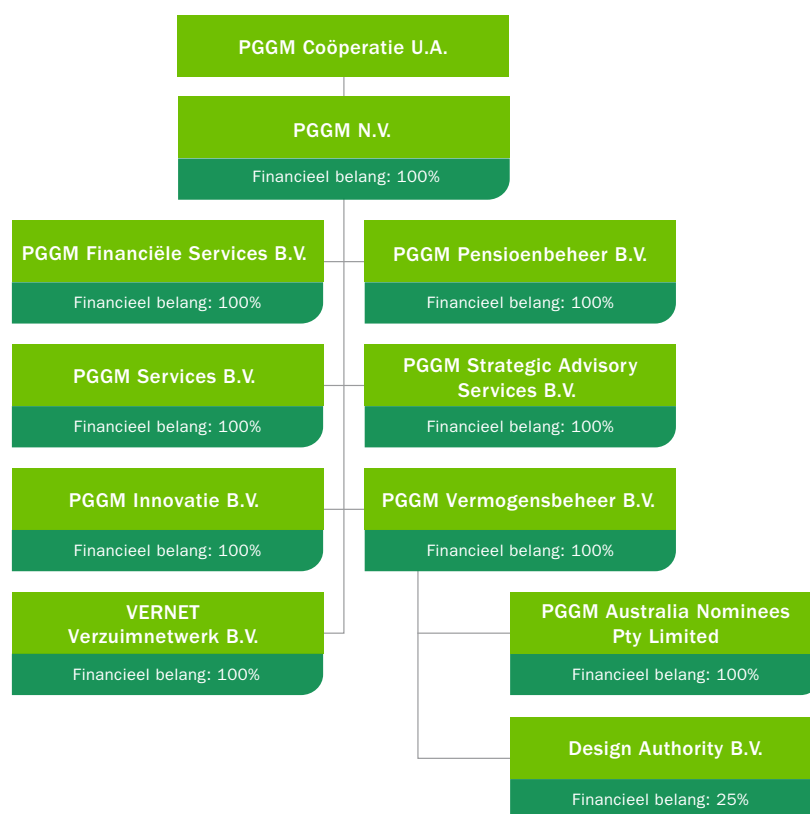 PGGM Coöperatie U.A.
PGGM N.V.
Financieel belang: 100%
PGGM Financiële Services B.V.
Financieel belang: 100%
PGGM Pensioenbeheer B.V.
Financieel belang: 100%
PGGM Services B.V.
Financieel belang: 100%
PGGM Strategic Advisory
Services B.V.
Financieel belang: 100%
PGGM Innovatie B.V.
Financieel belang: 100%
PGGM Vermogensbeheer B.V.
Financieel belang: 100%
VERNET
Verzuimnetwerk B.V.
Financieel belang: 100%
PGGM Australia Nominees
Pty Limited
Financieel belang: 100%
Design Authority B.V.
Financieel belang: 25%